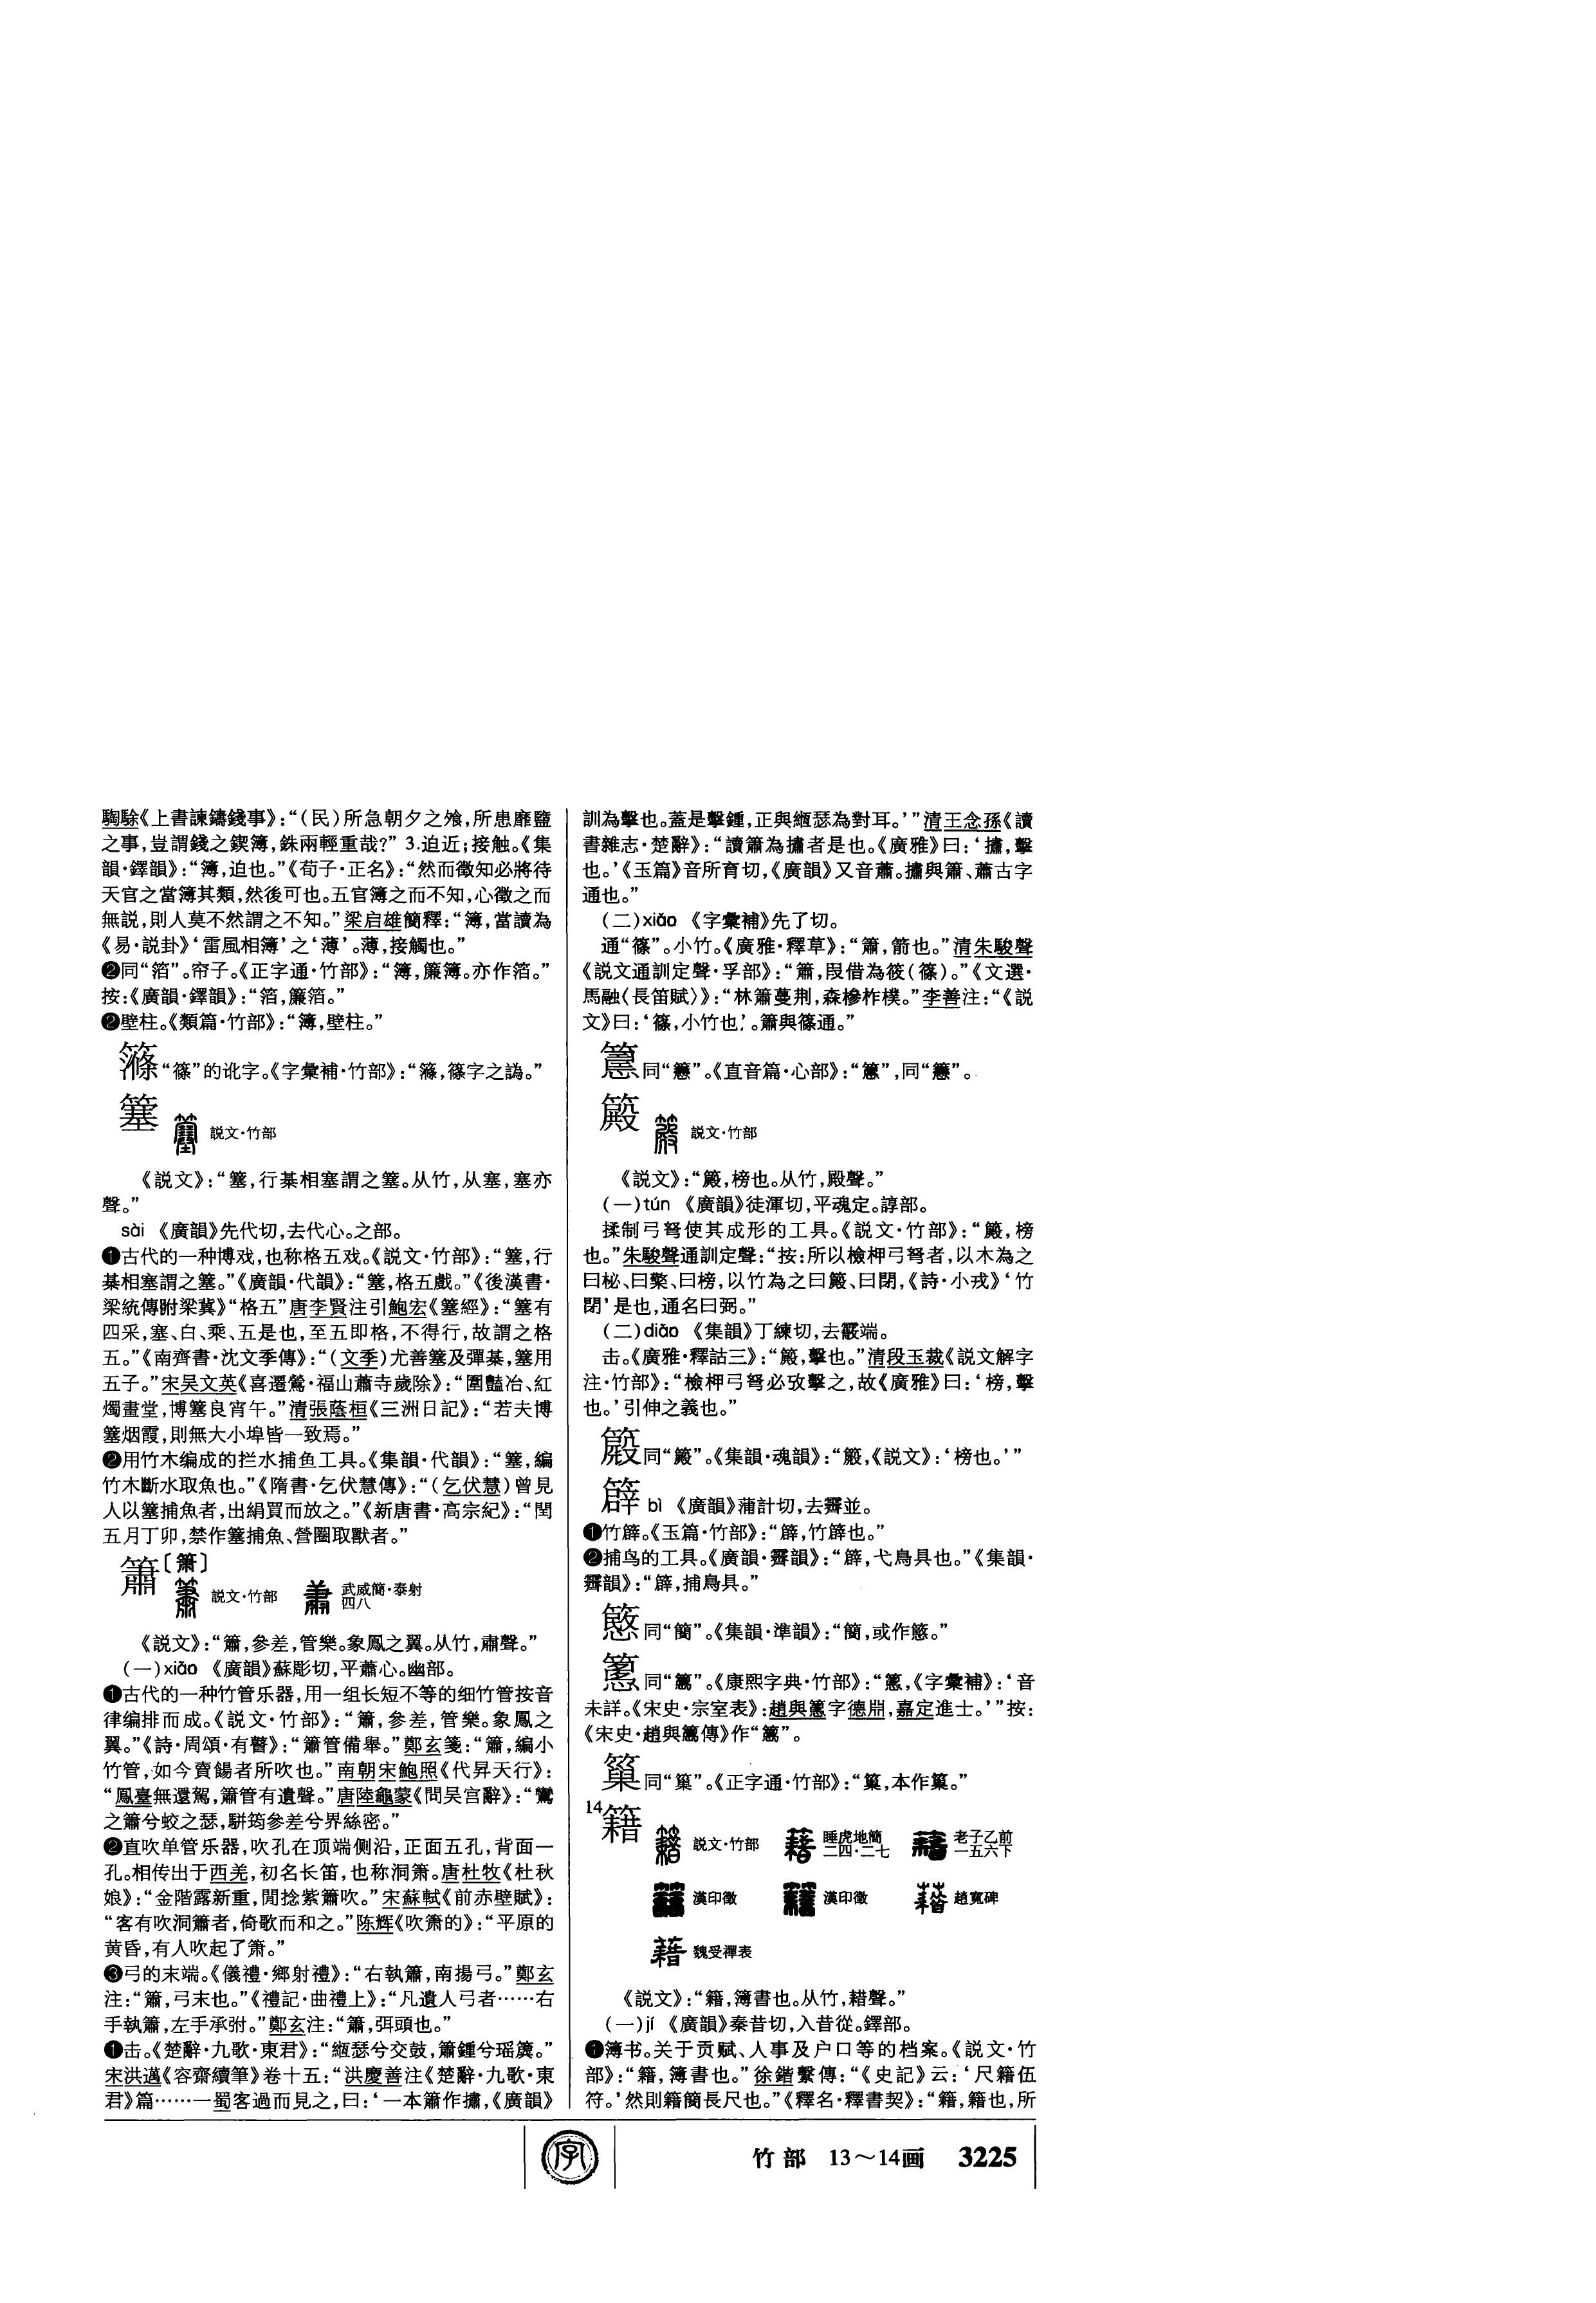 騊駼《上書諫鑄錢事》：“（民）所急朝夕之飧，所患靡盬
之事，豈謂錢之鍥簿，銖兩輕重哉?” 3.迫近；接触。《集
韻·鐸韻》：“簿，迫也。”《荀子·正名》：“然而徵知必將待
天官之當簿其類，然後可也。五官簿之而不知，心徵之而
無説，則人莫不然謂之不知。”梁启雄簡釋：“簿，當讀為
《易·説卦》‘雷風相簿’之‘薄’。薄，接觸也。”
❷同“箔”。帘子。《正字通·竹部》：“簿，簾簿。亦作箔。”
按：《廣韻·鐸韻》：“箔，簾箔。”
❷壁柱。《類篇·竹部》：“簿，壁柱。”
“篠”的讹字。《字彙補·竹部》：“，篠字之譌。”
簺 説文·竹部
《説文》：“簺，行棊相塞謂之簺。从竹，从塞，塞亦
聲。”
sài 《廣韻》先代切，去代心。之部。
❶古代的一种博戏，也称格五戏。《説文·竹部》：“簺，行
棊相塞謂之簺。”《廣韻·代韻》：“簺，格五戲。”《後漢書·
梁統傳附梁冀》“格五”唐李賢注引鮑宏《簺經》：“簺有
四采，塞、白、乘、五是也，至五即格，不得行，故謂之格
五。”《南齊書·沈文季傳》：“（文季）尤善簺及彈棊，簺用
五子。”宋吴文英《喜遷鶯·福山蕭寺歲除》：“圍豔冶、紅
燭畫堂，博簺良宵午。”清張蔭桓《三洲日記》：“若夫博
簺烟霞，則無大小埠皆一致焉。”
❷用竹木编成的拦水捕鱼工具。《集韻·代韻》：“簺，編
竹木斷水取魚也。”《隋書·乞伏慧傳》：“（乞伏慧）曾見
人以簺捕魚者，出絹買而放之。”《新唐書·高宗紀》：“閏
五月丁卯，禁作簺捕魚、營圈取獸者。”
簫〔箫〕 説文·竹部 武威簡·泰射
四八
《説文》：“簫，參差，管樂。象鳳之翼。从竹，肅聲。”
（一）xiāo 《廣韻》蘇彫切，平蕭心。幽部。
❶古代的一种竹管乐器，用一组长短不等的细竹管按音
律编排而成。《説文·竹部》：“簫，參差，管樂。象鳳之
翼。”《詩·周頌·有瞽》：“簫管備舉。”鄭玄箋：“簫，編小
竹管，如今賣餳者所吹也。”南朝宋鮑照《代昇天行》：
“鳳臺無還駕，簫管有遺聲。”唐陸龜蒙《問吴宫辭》：“鸞
之簫兮蛟之瑟，駢筠參差兮界絲密。”
❷直吹单管乐器，吹孔在顶端侧沿，正面五孔，背面一
孔。相传出于西羌，初名长笛，也称洞箫。唐杜牧《杜秋
娘》：“金階露新重，閒捻紫簫吹。”宋蘇軾《前赤壁賦》：
“客有吹洞簫者，倚歌而和之。”陈辉《吹箫的》：“平原的
黄昏，有人吹起了箫。”
❸弓的末端。《儀禮·鄉射禮》：“右執簫，南揚弓。”鄭玄
注：“簫，弓末也。”《禮記·曲禮上》：“凡遺人弓者……右
手執簫，左手承弣。”鄭玄注：“簫，弭頭也。”
❶击。《楚辭·九歌·東君》：“緪瑟兮交鼓，簫鍾兮瑶簴。”
宋洪邁《容齋續筆》卷十五：“洪慶善注《楚辭·九歌·東
君》篇……一蜀客過而見之，曰：‘一本簫作㩋，《廣韻》
訓為擊也。蓋是擊鍾，正與緪瑟為對耳。’”清王念孫《讀
書雜志·楚辭》：“讀簫為㩋者是也。《廣雅》曰：‘㩋，擊
也。’《玉篇》音所育切，《廣韻》又音蕭。㩋與簫、蕭古字
通也。”
（二）xiǎo 《字彙補》先了切。
通“篠”。小竹。《廣雅·釋草》：“簫，箭也。”清朱駿聲
《説文通訓定聲·孚部》：“簫，叚借為筱（篠）。”《文選·
馬融〈長笛賦〉》：“林簫蔓荆，森槮柞樸。”李善注：“《説
文》曰：‘篠，小竹也’。簫與篠通。”
同“”。《直音篇·心部》：“”，同“”。
簸 説文·竹部
《説文》：“，榜也。从竹，殿聲。”
（一）tún 《廣韻》徒渾切，平魂定。諄部。
揉制弓弩使其成形的工具。《説文·竹部》：“，榜
也。”朱駿聲通訓定聲：“按：所以檢柙弓弩者，以木為之
曰柲、曰檠、曰榜，以竹為之曰、曰閉，《詩·小戎》‘竹
閉’是也，通名曰弼。”
（二）diàn 《集韻》丁練切，去霰端。
击。《廣雅·釋詁三》：“，擊也。”清段玉裁《説文解字
注·竹部》：“檢柙弓弩必攷擊之，故《廣雅》曰：‘榜，擊
也。’引伸之義也。”
同“”。《集韻·魂韻》：“，《説文》：‘榜也。’”
bì 《廣韻》蒲計切，去霽並。
❶竹。《玉篇·竹部》：“，竹也。”
❷捕鸟的工具。《廣韻·霽韻》：“，弋鳥具也。”《集韻·
霽韻》：“，捕鳥具。”
同“簡”。《集韻·準韻》：“，或作。”
同“”。《康熙字典·竹部》：“，《字彙補》：‘音
未詳。《宋史·宗室表》：趙與字德淵，嘉定進士。’”按：
《宋史·趙與傳》作“”。
同“”。《正字通·竹部》：“，本作。”
14
籍 説文·竹部 睡虎地簡
二四·二七 老子乙前
一五六下
漢印徵 漢印徵 趙寬碑
魏受禪表
《説文》：“籍，簿書也。从竹，耤聲。”
（一）jí 《廣韻》秦昔切，入昔從。鐸部。
❶簿书。关于贡赋、人事及户口等的档案。《説文·竹
部》：“籍，簿書也。”徐鍇繫傳：“《史記》云：‘尺籍伍
符。’然則籍簡長尺也。”《釋名·釋書契》：“籍，籍也，所
字
竹部 13～14画 3225